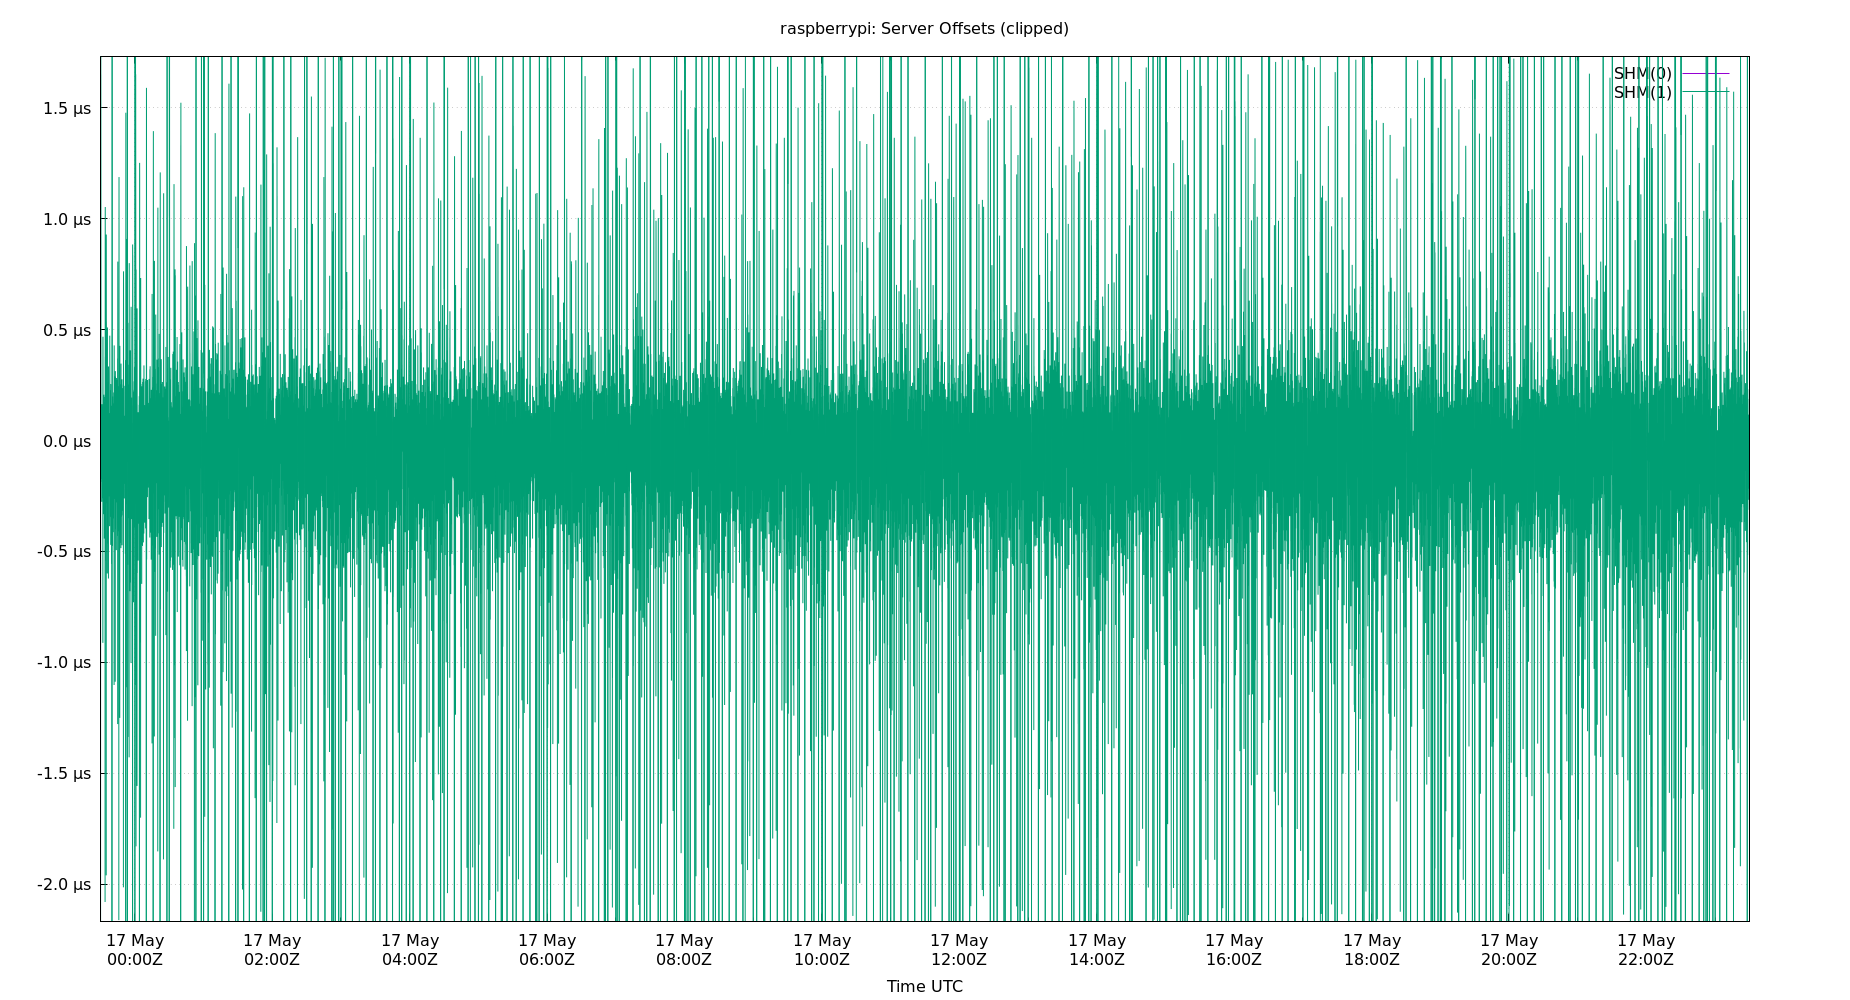 raspberrypi: Server Offsets (clipped)
SHM(0)
SHM(1)
1.5 µs
1.0 µs
0.5 µs
0.0 µs
-0.5 µs
-1.0 µs
-1.5 µs
-2.0 µs
17 May 17 May 17 May 17 May 17 May 17 May 17 May 17 May 17 May 17 May 17 May 17 May
00:00Z 02:00Z 04:00Z 06:00Z 08:00Z 10:00Z 12:00Z 14:00Z 16:00Z 18:00Z 20:00Z 22:00Z
Time UTC